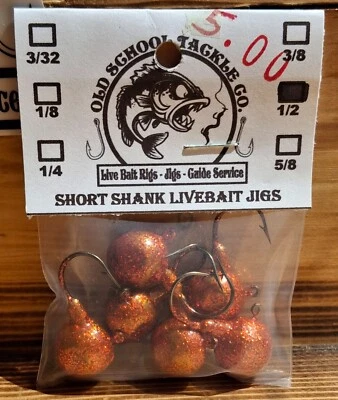 OLD SCHOOL TACKLE CO.
5.00
3/32
3/8
1/8
1/2
1/4
5/8
Live Bait Rigs - Jigs - Guide Service
SHORT SHANK LIVEBAIT JIGS